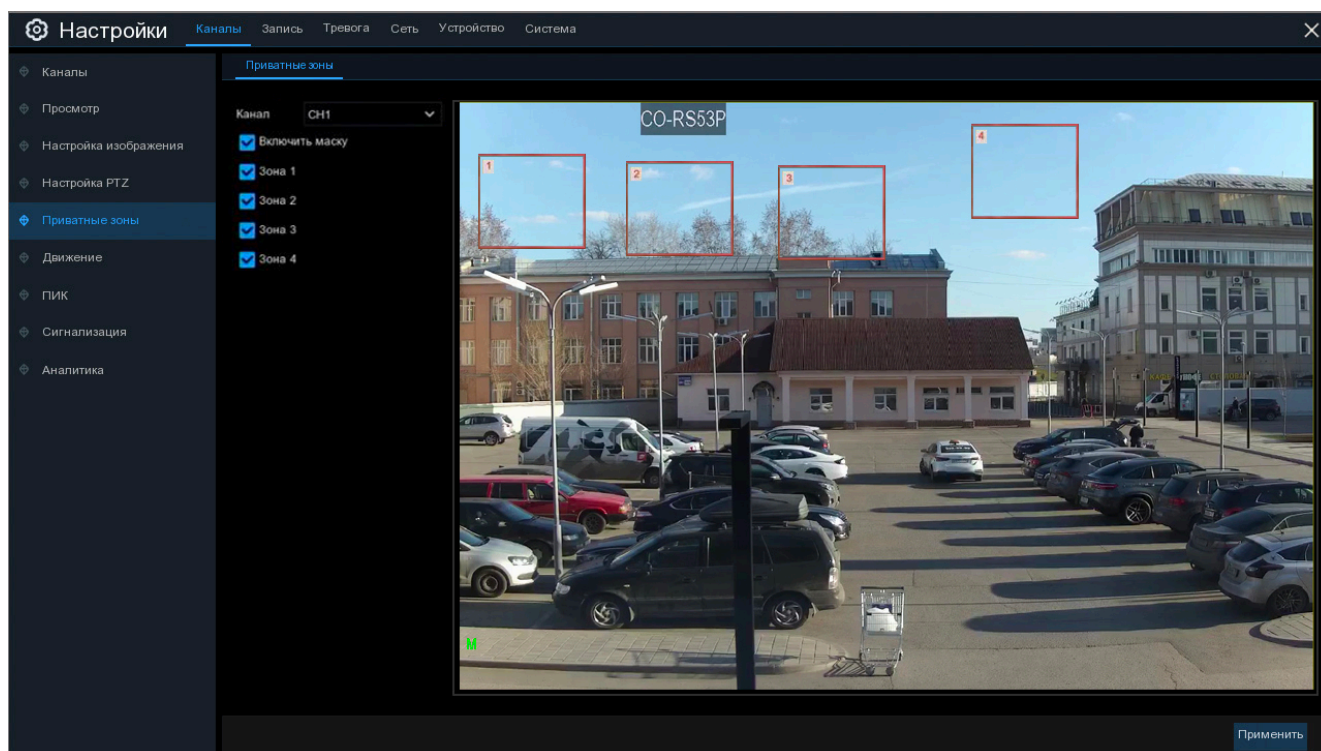 Настройки Каналы Запись Тревога Сеть Устройство Система
Каналы
Просмотр
Настройка изображения
Настройка PTZ
Приватные зоны
Движение
ПИК
Сигнализация
Аналитика
Приватные зоны
Канал CH1
Включить маску
Зона 1
Зона 2
Зона 3
Зона 4
CO-RS53P
1
2
3
4
M
Применить